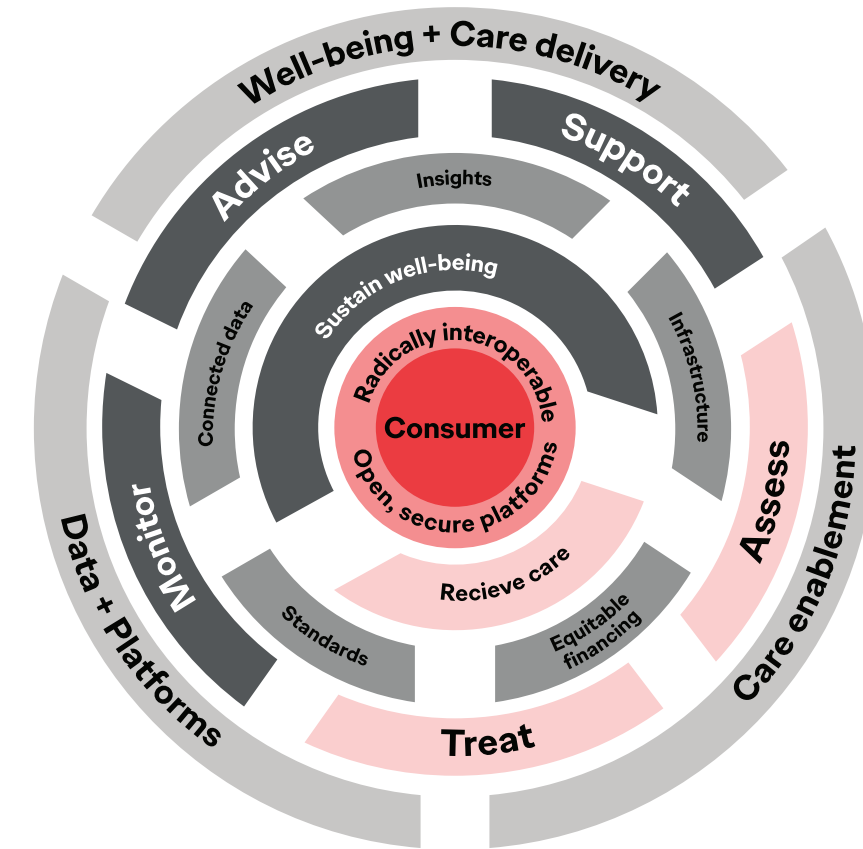 Well-being + Care delivery
Advise
Support
Insights
Sustain well-being
Connected data
Infrastructure
Radically interoperable
Consumer
Open, secure platforms
Monitor
Assess
Data + Platforms
Care enablement
Recieve care
Standards
Equitable
financing
Treat